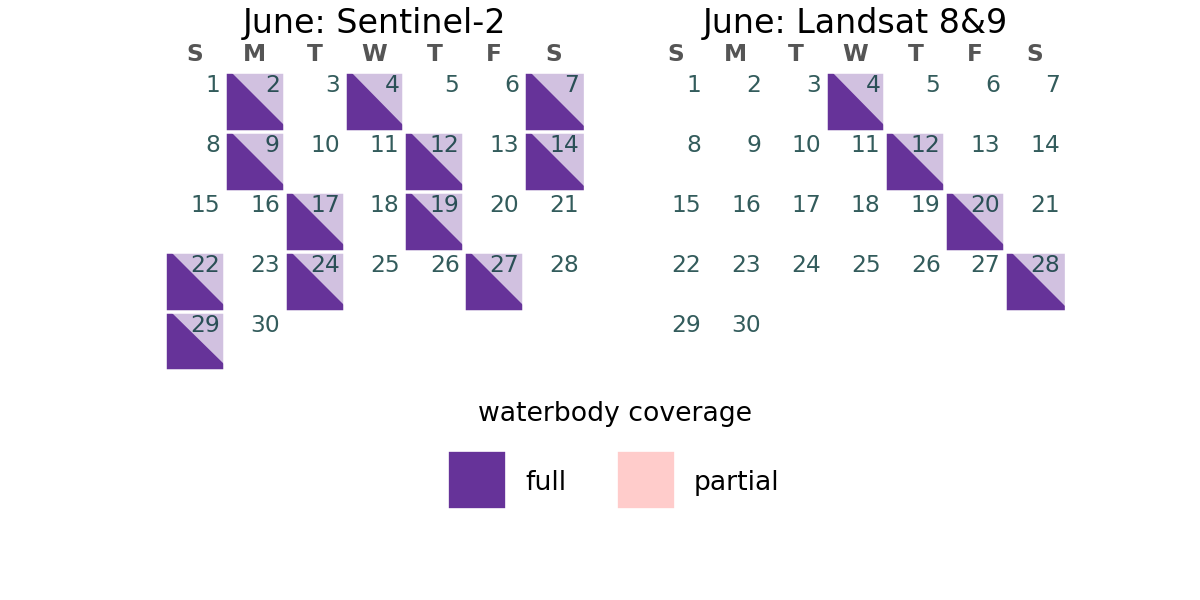 June: Sentinel-2
S M T W T F S
1 2 3 4 5 6 7
8 9 10 11 12 13 14
15 16 17 18 19 20 21
22 23 24 25 26 27 28
29 30
June: Landsat 8&9
S M T W T F S
1 2 3 4 5 6 7
8 9 10 11 12 13 14
15 16 17 18 19 20 21
22 23 24 25 26 27 28
29 30
waterbody coverage
full partial